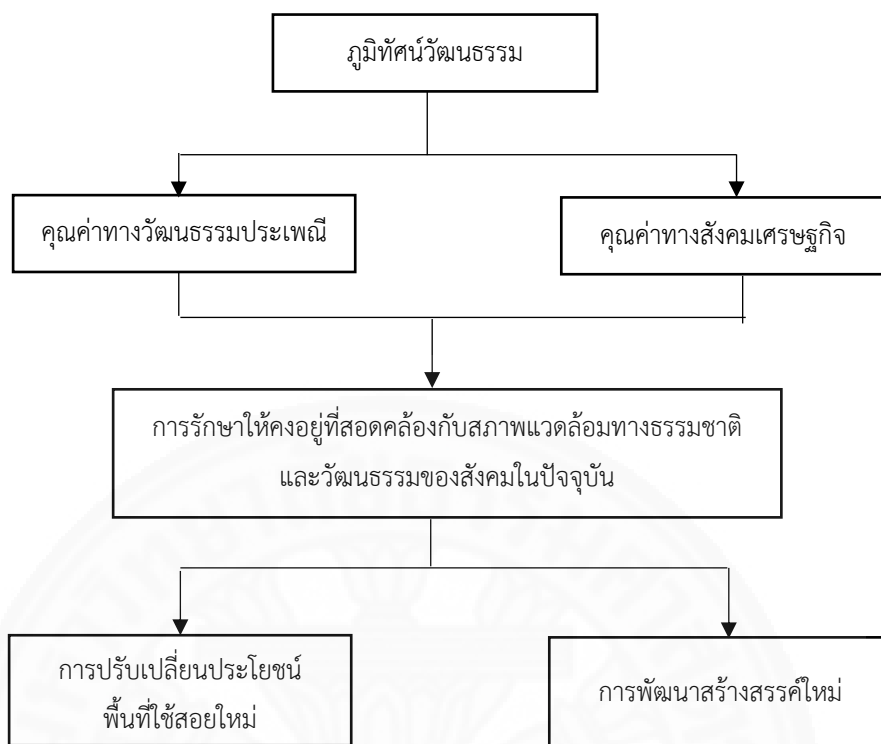 ภูมิทัศน์วัฒนธรรม
คุณค่าทางวัฒนธรรมประเพณี
คุณค่าทางสังคมเศรษฐกิจ
การรักษาให้คงอยู่ที่สอดคล้องกับสภาพแวดล้อมทางธรรมชาติ
และวัฒนธรรมของสังคมในปัจจุบัน
การปรับเปลี่ยนประโยชน์
พื้นที่ใช้สอยใหม่
การพัฒนาสร้างสรรค์ใหม่